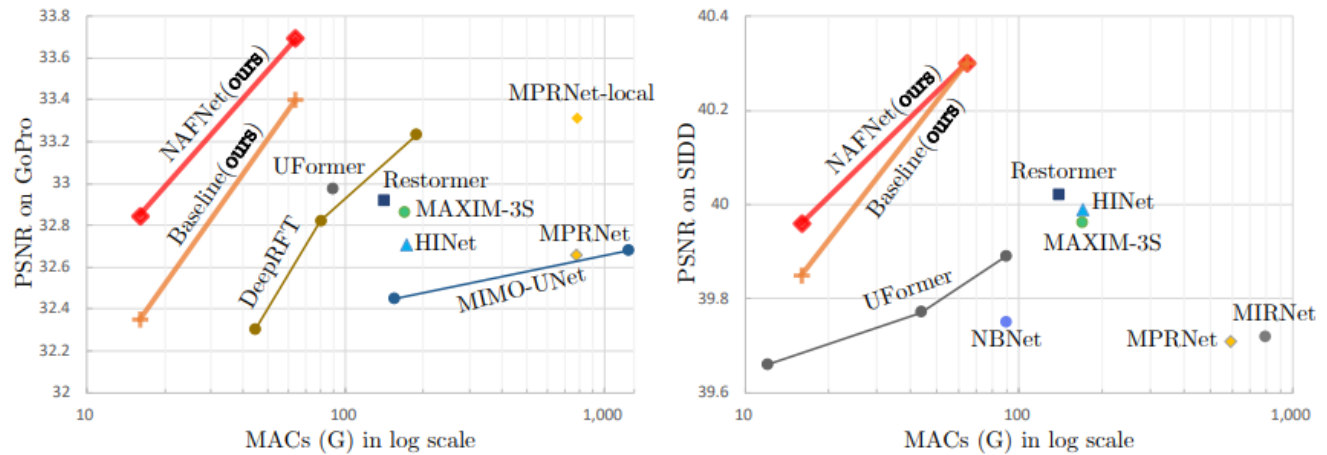 PSNR on GoPro
33.8
33.6
33.4
33.2
33
32.8
32.6
32.4
32.2
32
NAFNet(ours)
Baseline(ours)
DeepRFT
UFormer
Restormer
MAXIM-3S
HINet
MPRNet-local
MPRNet
MIMO-UNet
10
100
1,000
MACs (G) in log scale
PSNR on SIDD
40.4
40.2
40
39.8
39.6
NAFNet(ours)
Baseline(ours)
Restormer
HINet
MAXIM-3S
UFormer
NBNet
MIRNet
MPRNet
10
100
1,000
MACs (G) in log scale